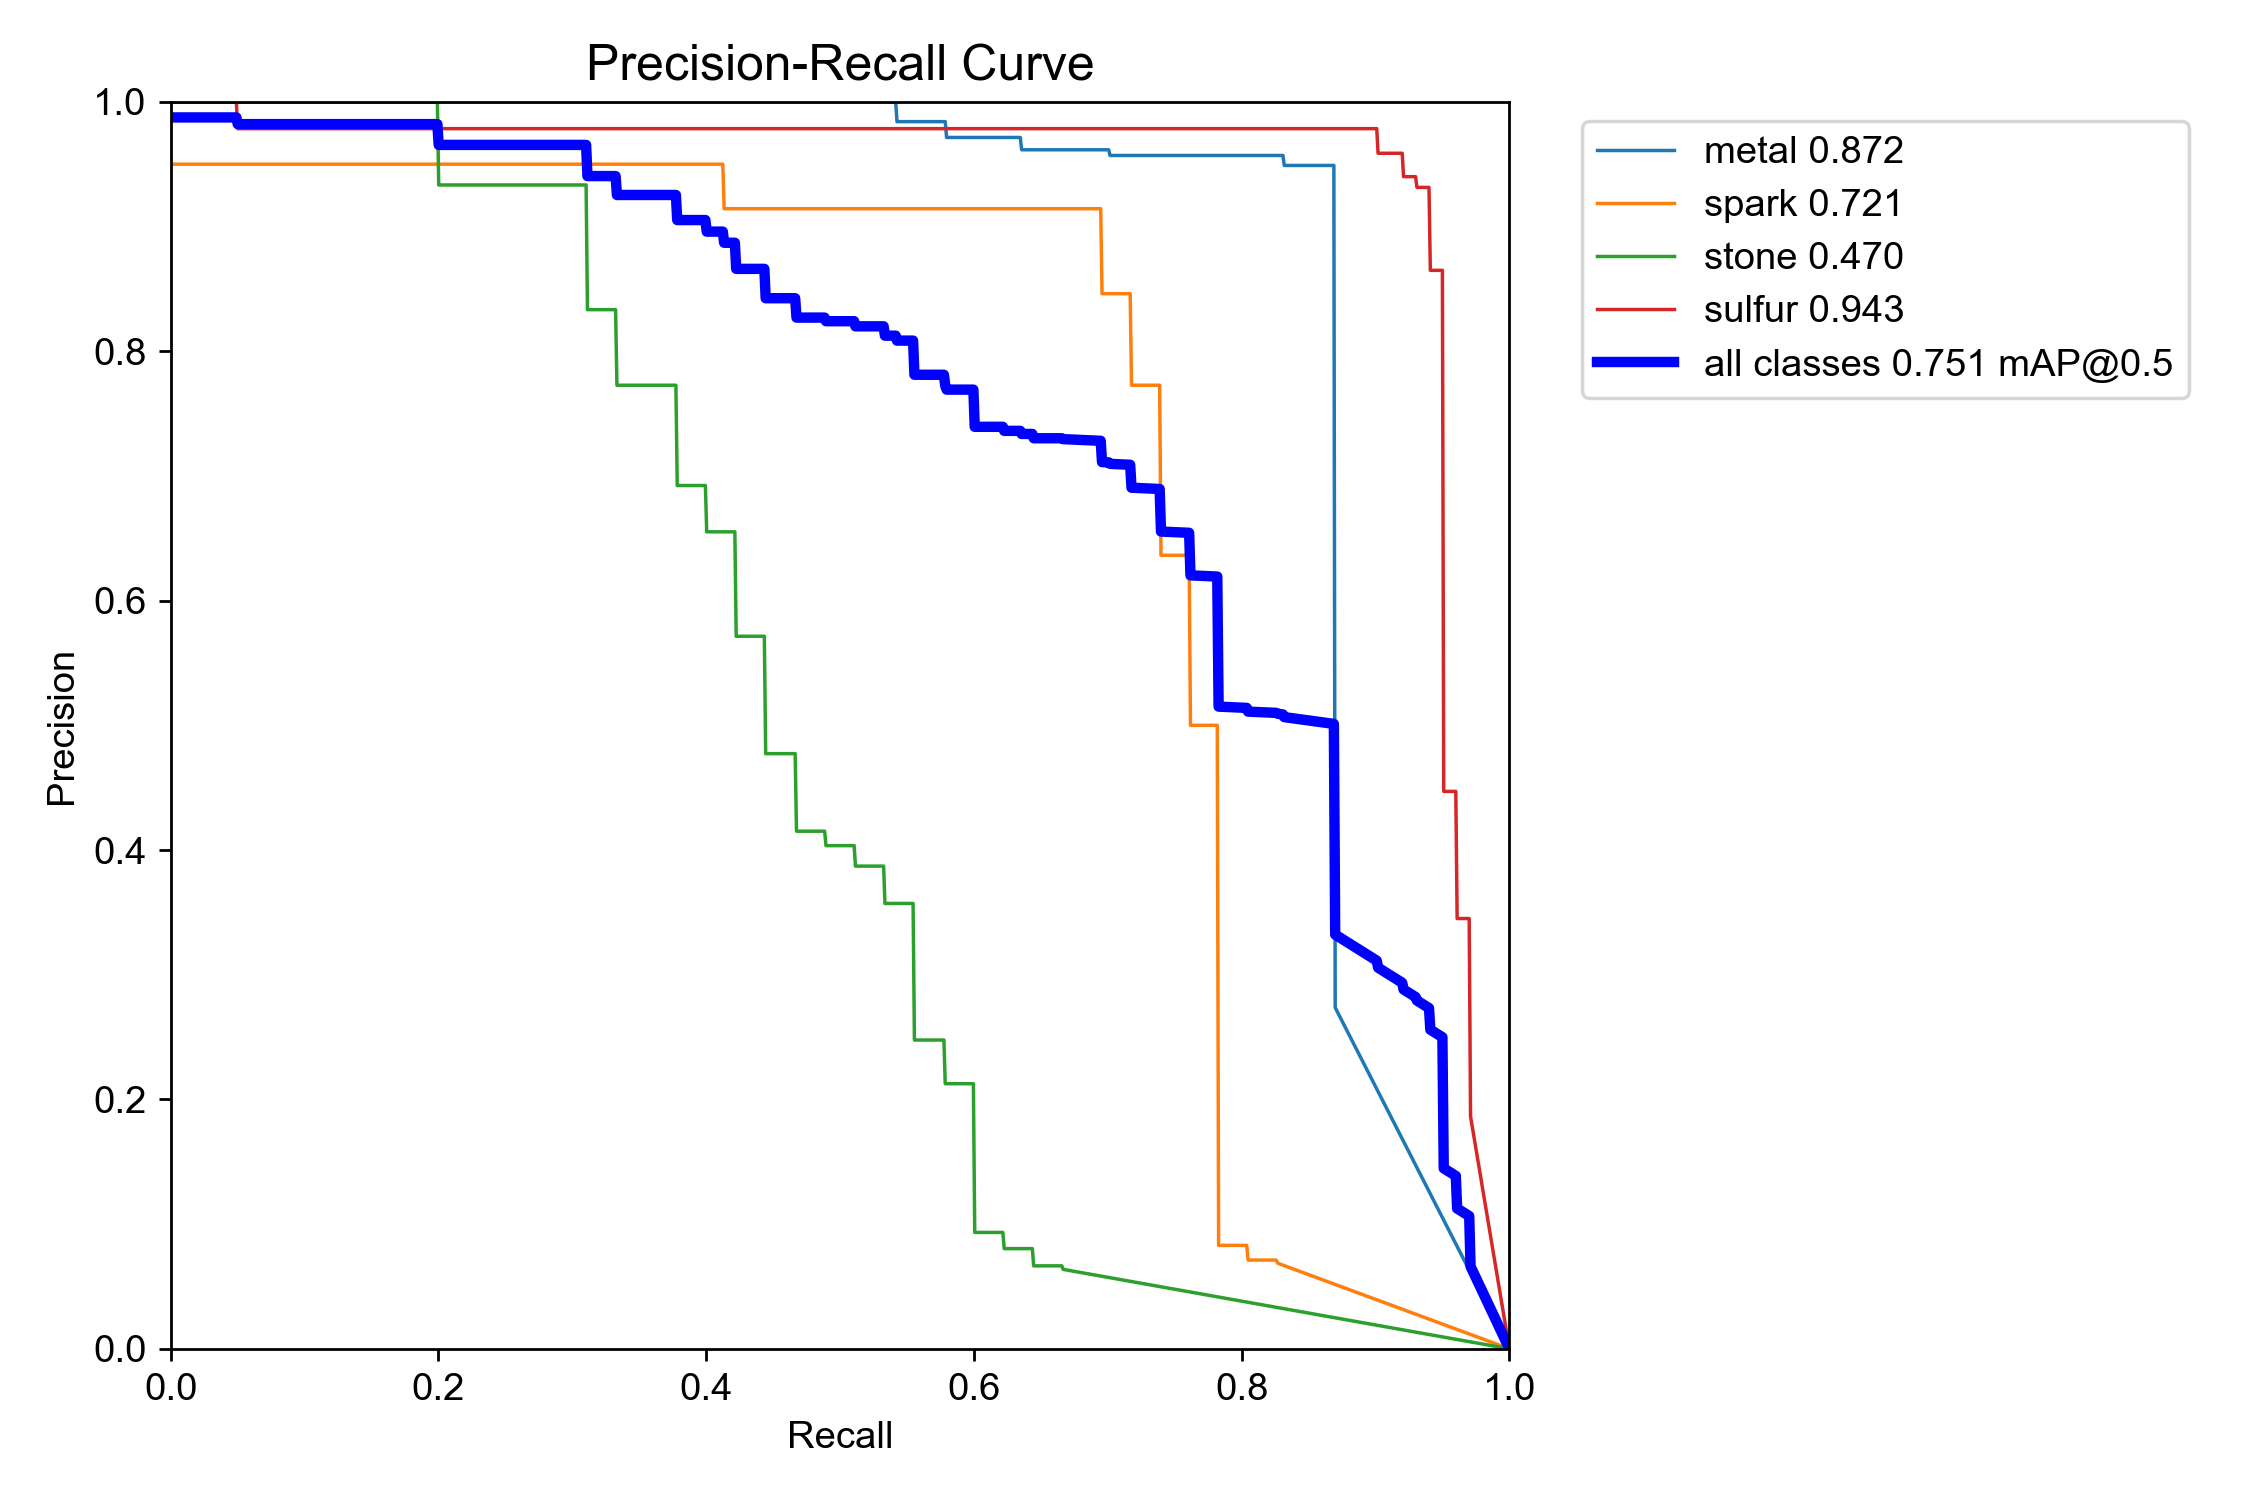 Precision-Recall Curve
1.0
0.8
0.6
0.4
0.2
0.0
Precision
0.0 0.2 0.4 0.6 0.8 1.0
Recall
metal 0.872
spark 0.721
stone 0.470
sulfur 0.943
all classes 0.751 mAP@0.5